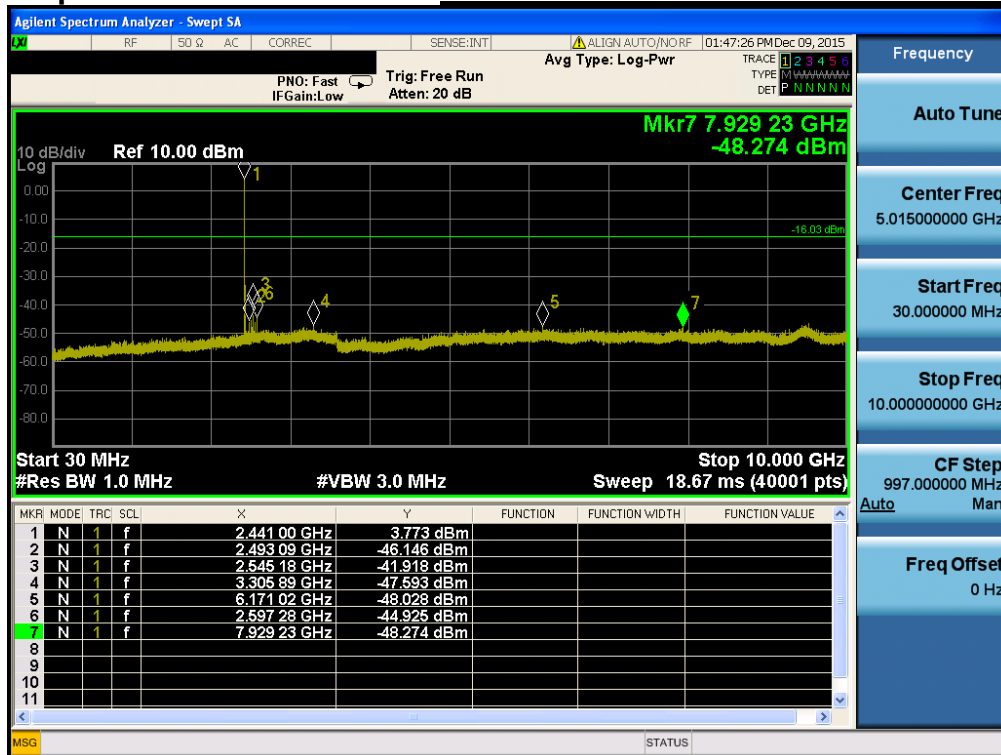 Agilent Spectrum Analyzer - Swept SA
LXI RF 50 Ω AC CORREC SENSE:INT ALIGN AUTO/NO RF 01:47:26 PM Dec 09, 2015
Frequency
Avg Type: Log-Pwr
TRACE 1 2 3 4 5 6
TYPE M
DET P N N N N N
PNO: Fast
IFGain:Low
Trig: Free Run
Atten: 20 dB
Auto Tune
Mkr7 7.929 23 GHz
-48.274 dBm
10 dB/div Ref 10.00 dBm
Log
1
0.00
-10.0
-16.03 dBm
-20.0
-30.0
-40.0
-50.0
-60.0
-70.0
-80.0
3
2 6
4
5
7
Center Freq
5.015000000 GHz
Start Freq
30.000000 MHz
Stop Freq
10.000000000 GHz
Start 30 MHz Stop 10.000 GHz
#Res BW 1.0 MHz #VBW 3.0 MHz Sweep 18.67 ms (40001 pts)
CF Step
997.000000 MHz
Auto Man
Freq Offset
0 Hz
MKR MODE TRC SCL X Y FUNCTION FUNCTION WIDTH FUNCTION VALUE
1 N 1 f 2.441 00 GHz 3.773 dBm
2 N 1 f 2.493 09 GHz -46.146 dBm
3 N 1 f 2.545 18 GHz -41.918 dBm
4 N 1 f 3.305 89 GHz -47.593 dBm
5 N 1 f 6.171 02 GHz -48.028 dBm
6 N 1 f 2.597 28 GHz -44.925 dBm
7 N 1 f 7.929 23 GHz -48.274 dBm
8
9
10
11
MSG STATUS